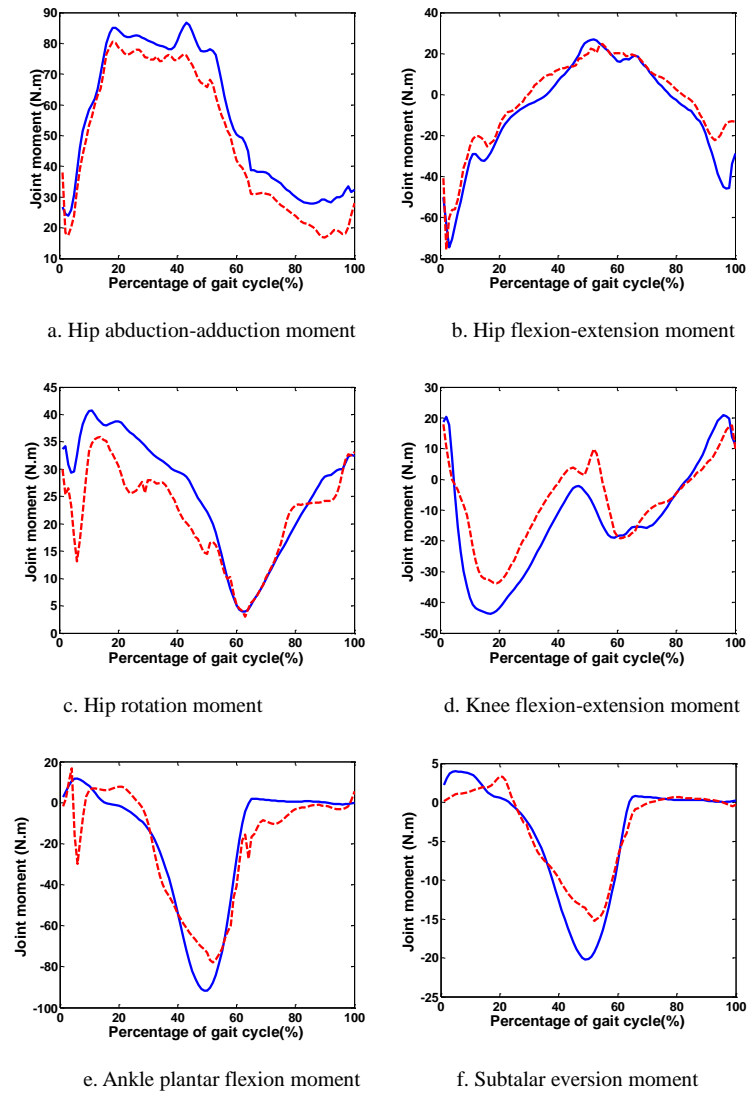 90
80
70
60
50
40
30
20
10
0 20 40 60 80 100
Joint moment (N.m)
Percentage of gait cycle(%)
a. Hip abduction-adduction moment
40
20
0
-20
-40
-60
-80
0 20 40 60 80 100
Joint moment (N.m)
Percentage of gait cycle(%)
b. Hip flexion-extension moment
45
40
35
30
25
20
15
10
5
0
0 20 40 60 80 100
Joint moment (N.m)
Percentage of gait cycle(%)
c. Hip rotation moment
30
20
10
0
-10
-20
-30
-40
-50
0 20 40 60 80 100
Joint moment (N.m)
Percentage of gait cycle(%)
d. Knee flexion-extension moment
20
0
-20
-40
-60
-80
-100
0 20 40 60 80 100
Joint moment (N.m)
Percentage of gait cycle(%)
e. Ankle plantar flexion moment
5
0
-5
-10
-15
-20
-25
0 20 40 60 80 100
Joint moment (N.m)
Percentage of gait cycle(%)
f. Subtalar eversion moment